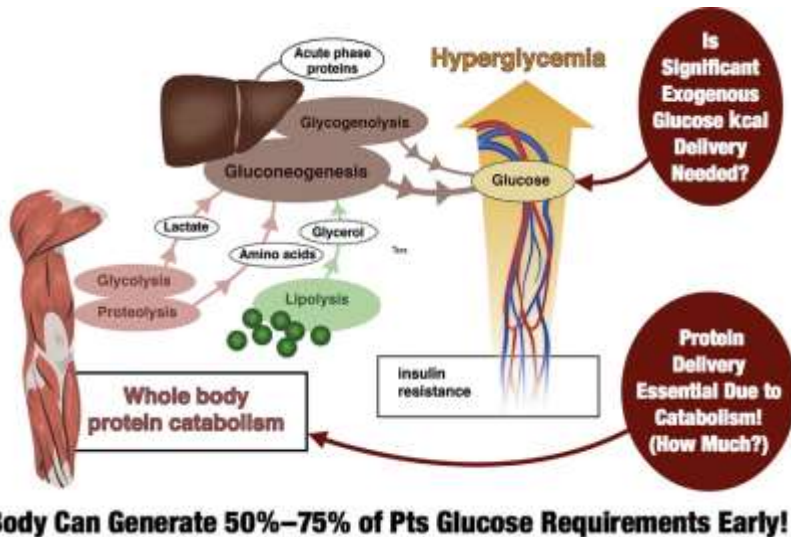 Acute phase
proteins
Hyperglycemia
Is
Significant
Exogenous
Glucose kcal
Delivery
Needed?
Glycogenolysis
Gluconeogenesis
Glucose
Lactate
Glycerol
Amino acids
Glycolysis
Proteolysis
Lipolysis
insulin
resistance
Whole body
protein catabolism
Protein
Delivery
Essential Due to
Catabolism!
(How Much?)
Body Can Generate 50%–75% of Pts Glucose Requirements Early!